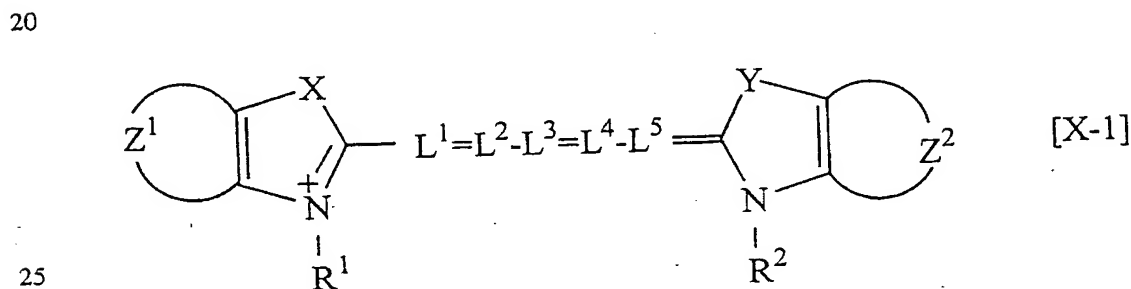 20
X Y
Z¹ L¹=L²-L³=L⁴-L⁵ Z² [X-1]
+
N N
R¹ R²
25